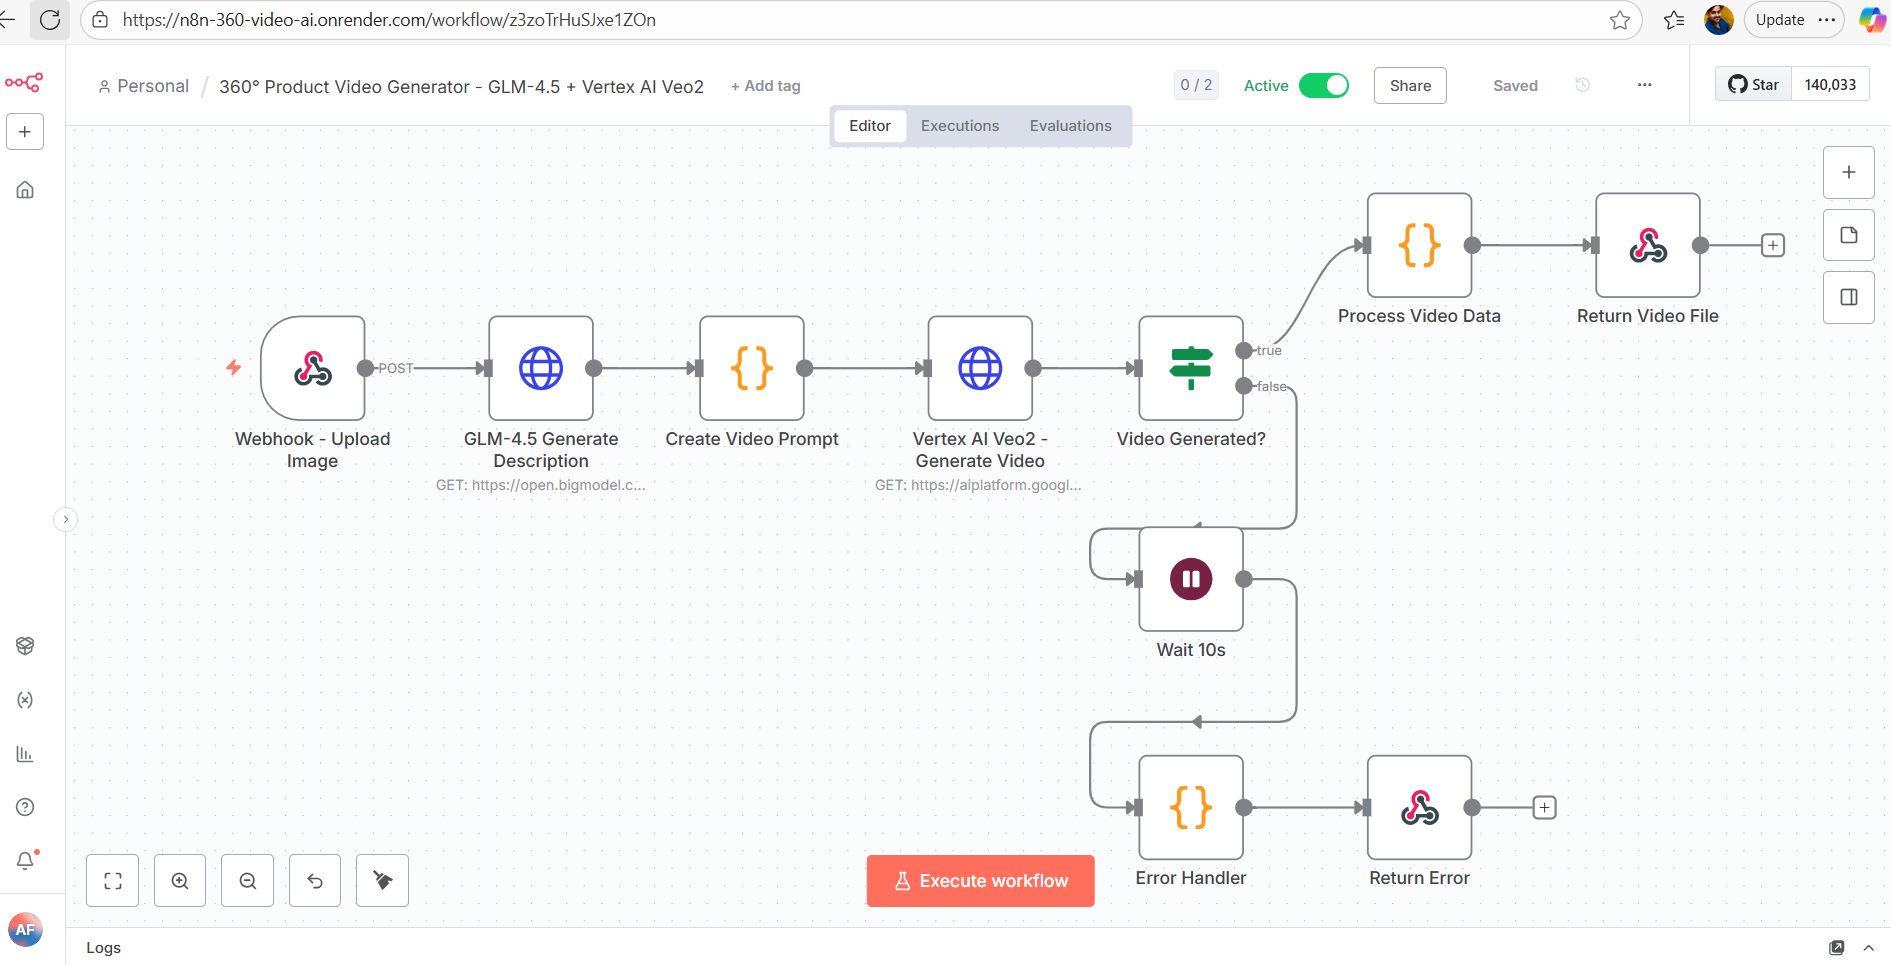 https://n8n-360-video-ai.onrender.com/workflow/z3zoTrHuSJxe1ZOn
Update
Personal / 360° Product Video Generator - GLM-4.5 + Vertex AI Veo2
+ Add tag
0 / 2
Active
Share
Saved
Star
140,033
Editor
Executions
Evaluations
Process Video Data
Return Video File
true
false
POST
Webhook - Upload
Image
GLM-4.5 Generate
Description
GET: https://open.bigmodel.c...
Create Video Prompt
Vertex AI Veo2 -
Generate Video
GET: https://aiplatform.googl...
Video Generated?
Wait 10s
Error Handler
Return Error
Execute workflow
AF
Logs